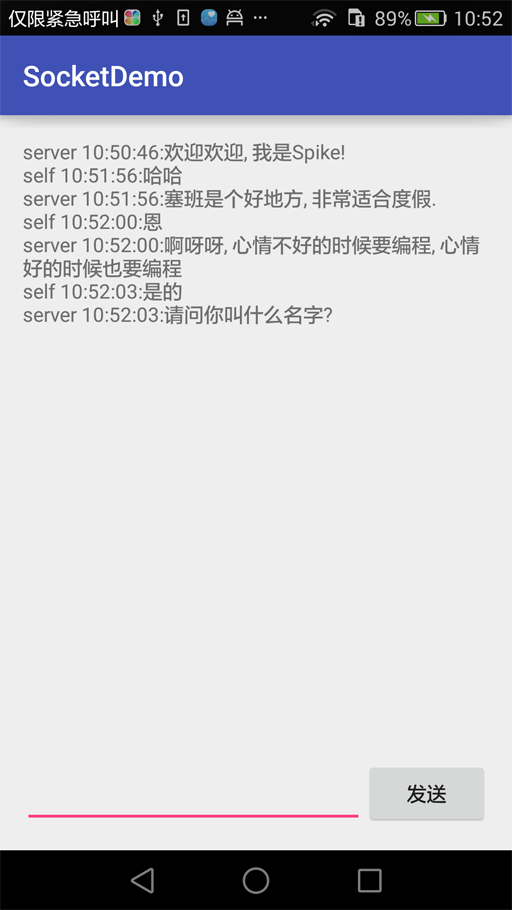 仅限紧急呼叫 89% 10:52
SocketDemo
server 10:50:46:欢迎欢迎, 我是Spike!
self 10:51:56:哈哈
server 10:51:56:塞班是个好地方, 非常适合度假.
self 10:52:00:恩
server 10:52:00:啊呀呀, 心情不好的时候要编程, 心情
好的时候也要编程
self 10:52:03:是的
server 10:52:03:请问你叫什么名字?
发送